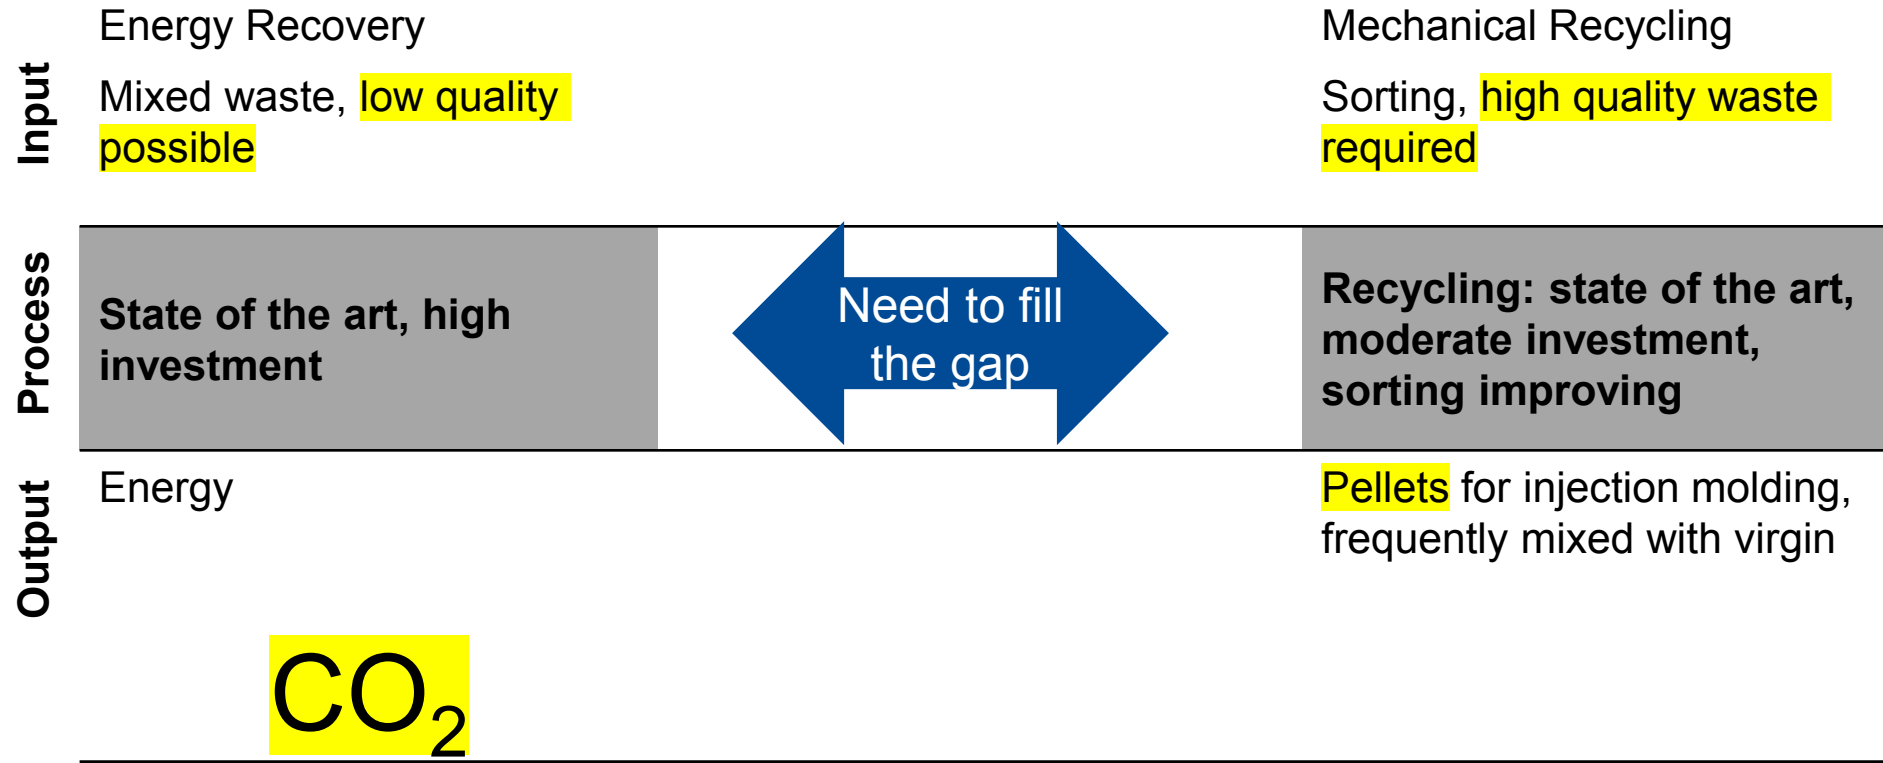 Input
Energy Recovery
Mixed waste, low quality
possible
Mechanical Recycling
Sorting, high quality waste
required
Process
State of the art, high
investment
Need to fill
the gap
Recycling: state of the art,
moderate investment,
sorting improving
Output
Energy
CO₂
Pellets for injection molding,
frequently mixed with virgin